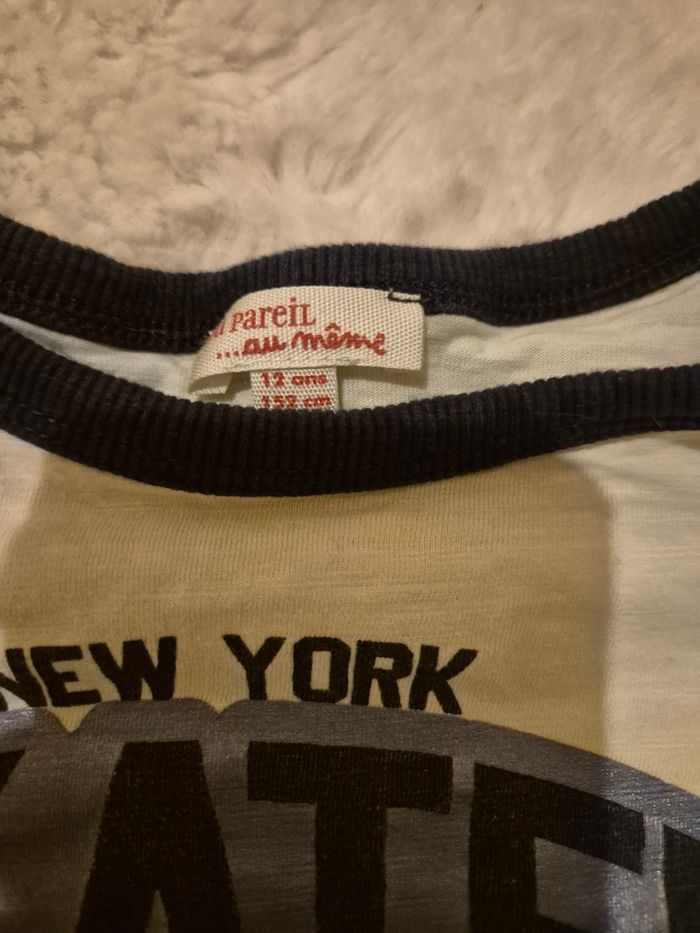 PareiL
...au même
12 ans
152 cm
NEW YORK